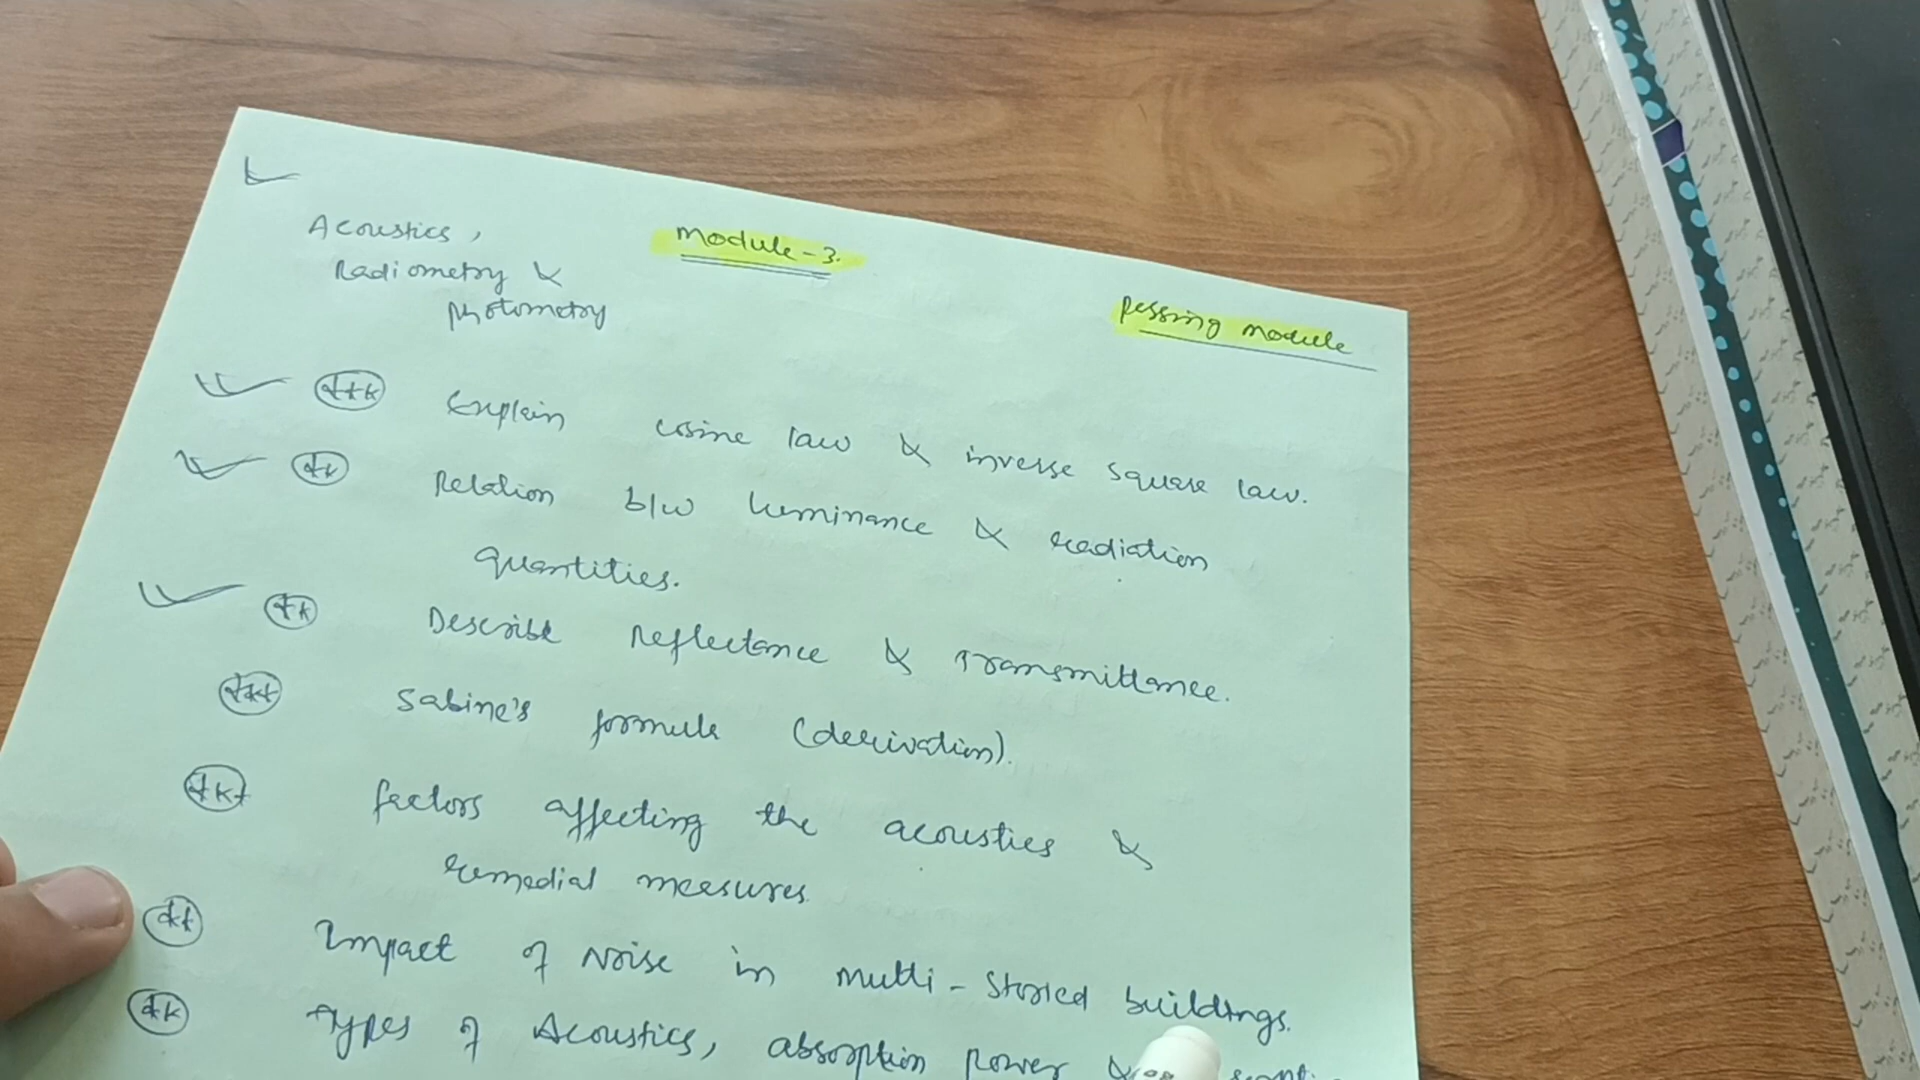 Module-3.
Acoustics,
Radiometry &
photometry
Passing module
*** Explain cosine law & inverse square law.
** Relation b/w luminance & radiation
quantities.
** Describe Reflectance & Transmittance.
*** Sabine's formula (derivation).
*** factors affecting the acoustics &
remedial measures.
** Impact of Noise in Multi-Storied buildings.
** Types of Acoustics, absorption power &